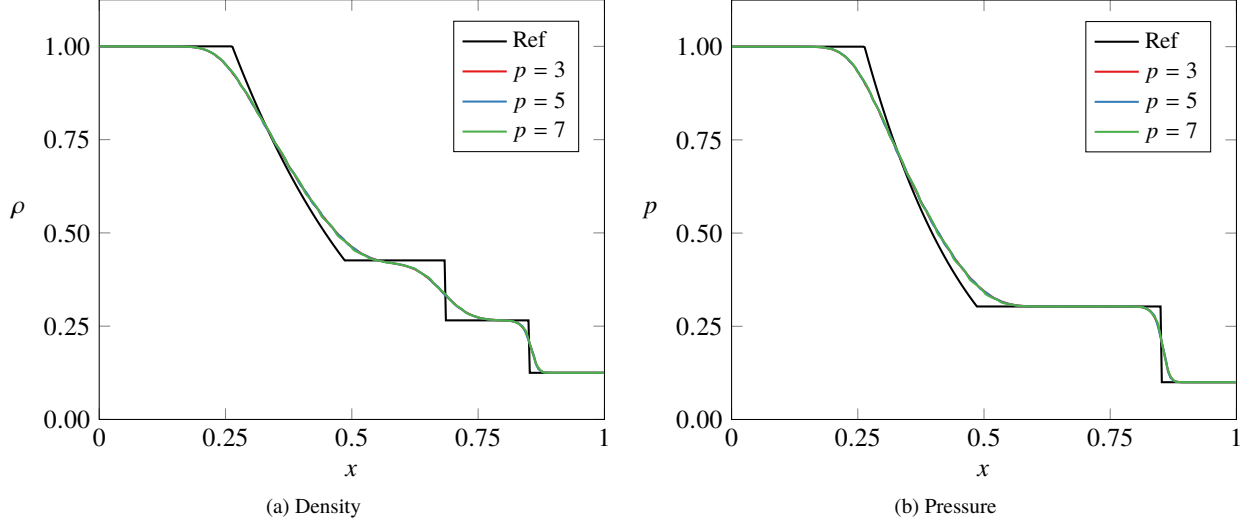 1.00
0.75
0.50
0.25
0.00
ρ
0
0.25
0.5
0.75
1
x
Ref
p = 3
p = 5
p = 7
(a) Density
1.00
0.75
0.50
0.25
0.00
p
0
0.25
0.5
0.75
1
x
Ref
p = 3
p = 5
p = 7
(b) Pressure